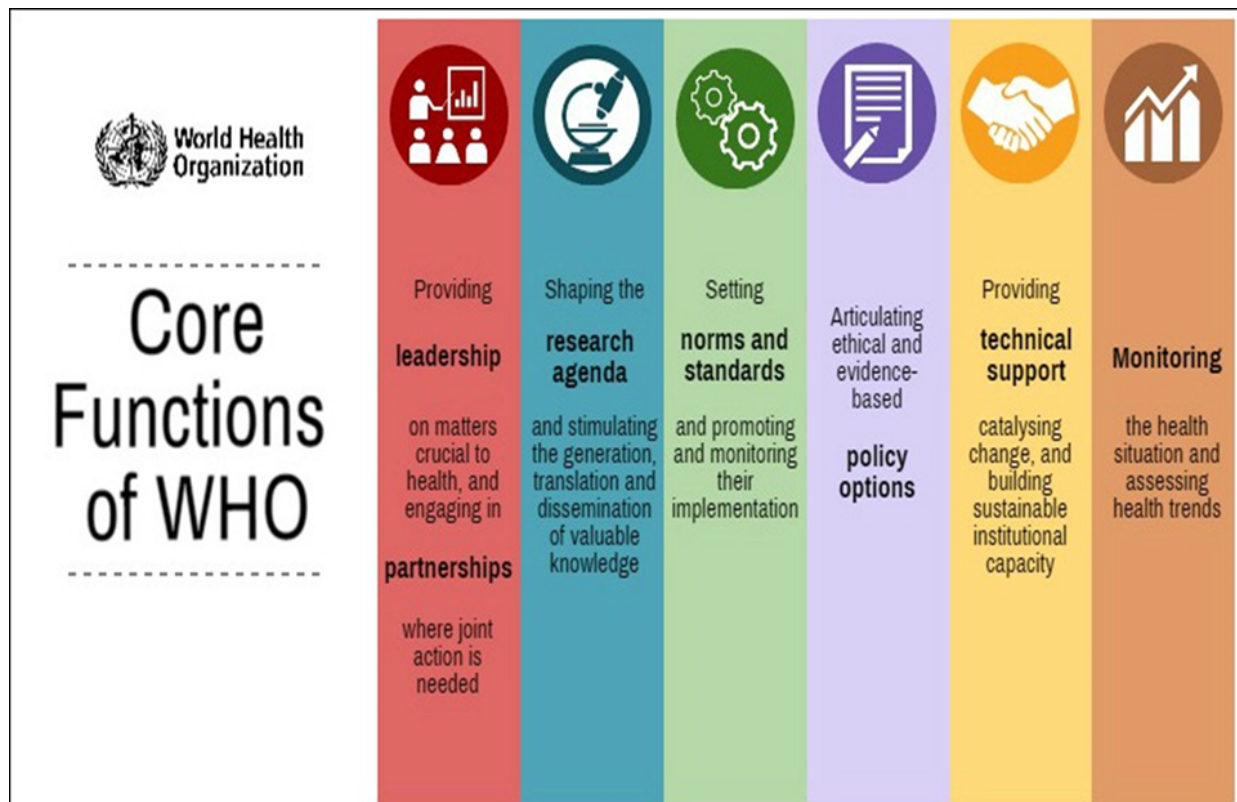 World Health
Organization
Core
Functions
of WHO
Providing
leadership
on matters
crucial to
health, and
engaging in
partnerships
where joint
action is
needed
Shaping the
research
agenda
and stimulating
the generation,
translation and
dissemination
of valuable
knowledge
Setting
norms and
standards
and promoting
and monitoring
their
implementation
Articulating
ethical and
evidence-
based
policy
options
Providing
technical
support
catalysing
change, and
building
sustainable
institutional
capacity
Monitoring
the health
situation and
assessing
health trends